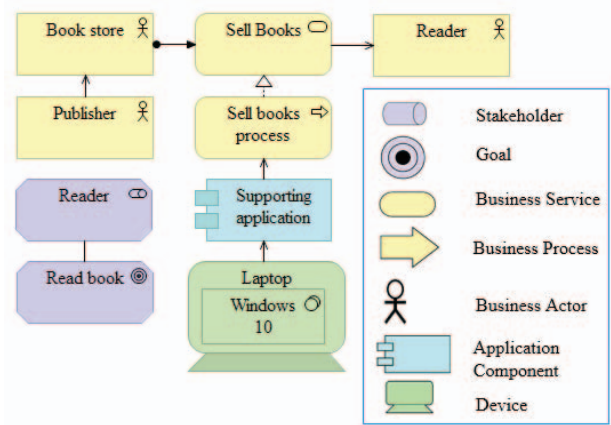 Book store
Sell Books
Reader
Publisher
Sell books
process
Reader
Supporting
application
Read book
Laptop
Windows
10
Stakeholder
Goal
Business Service
Business Process
Business Actor
Application
Component
Device